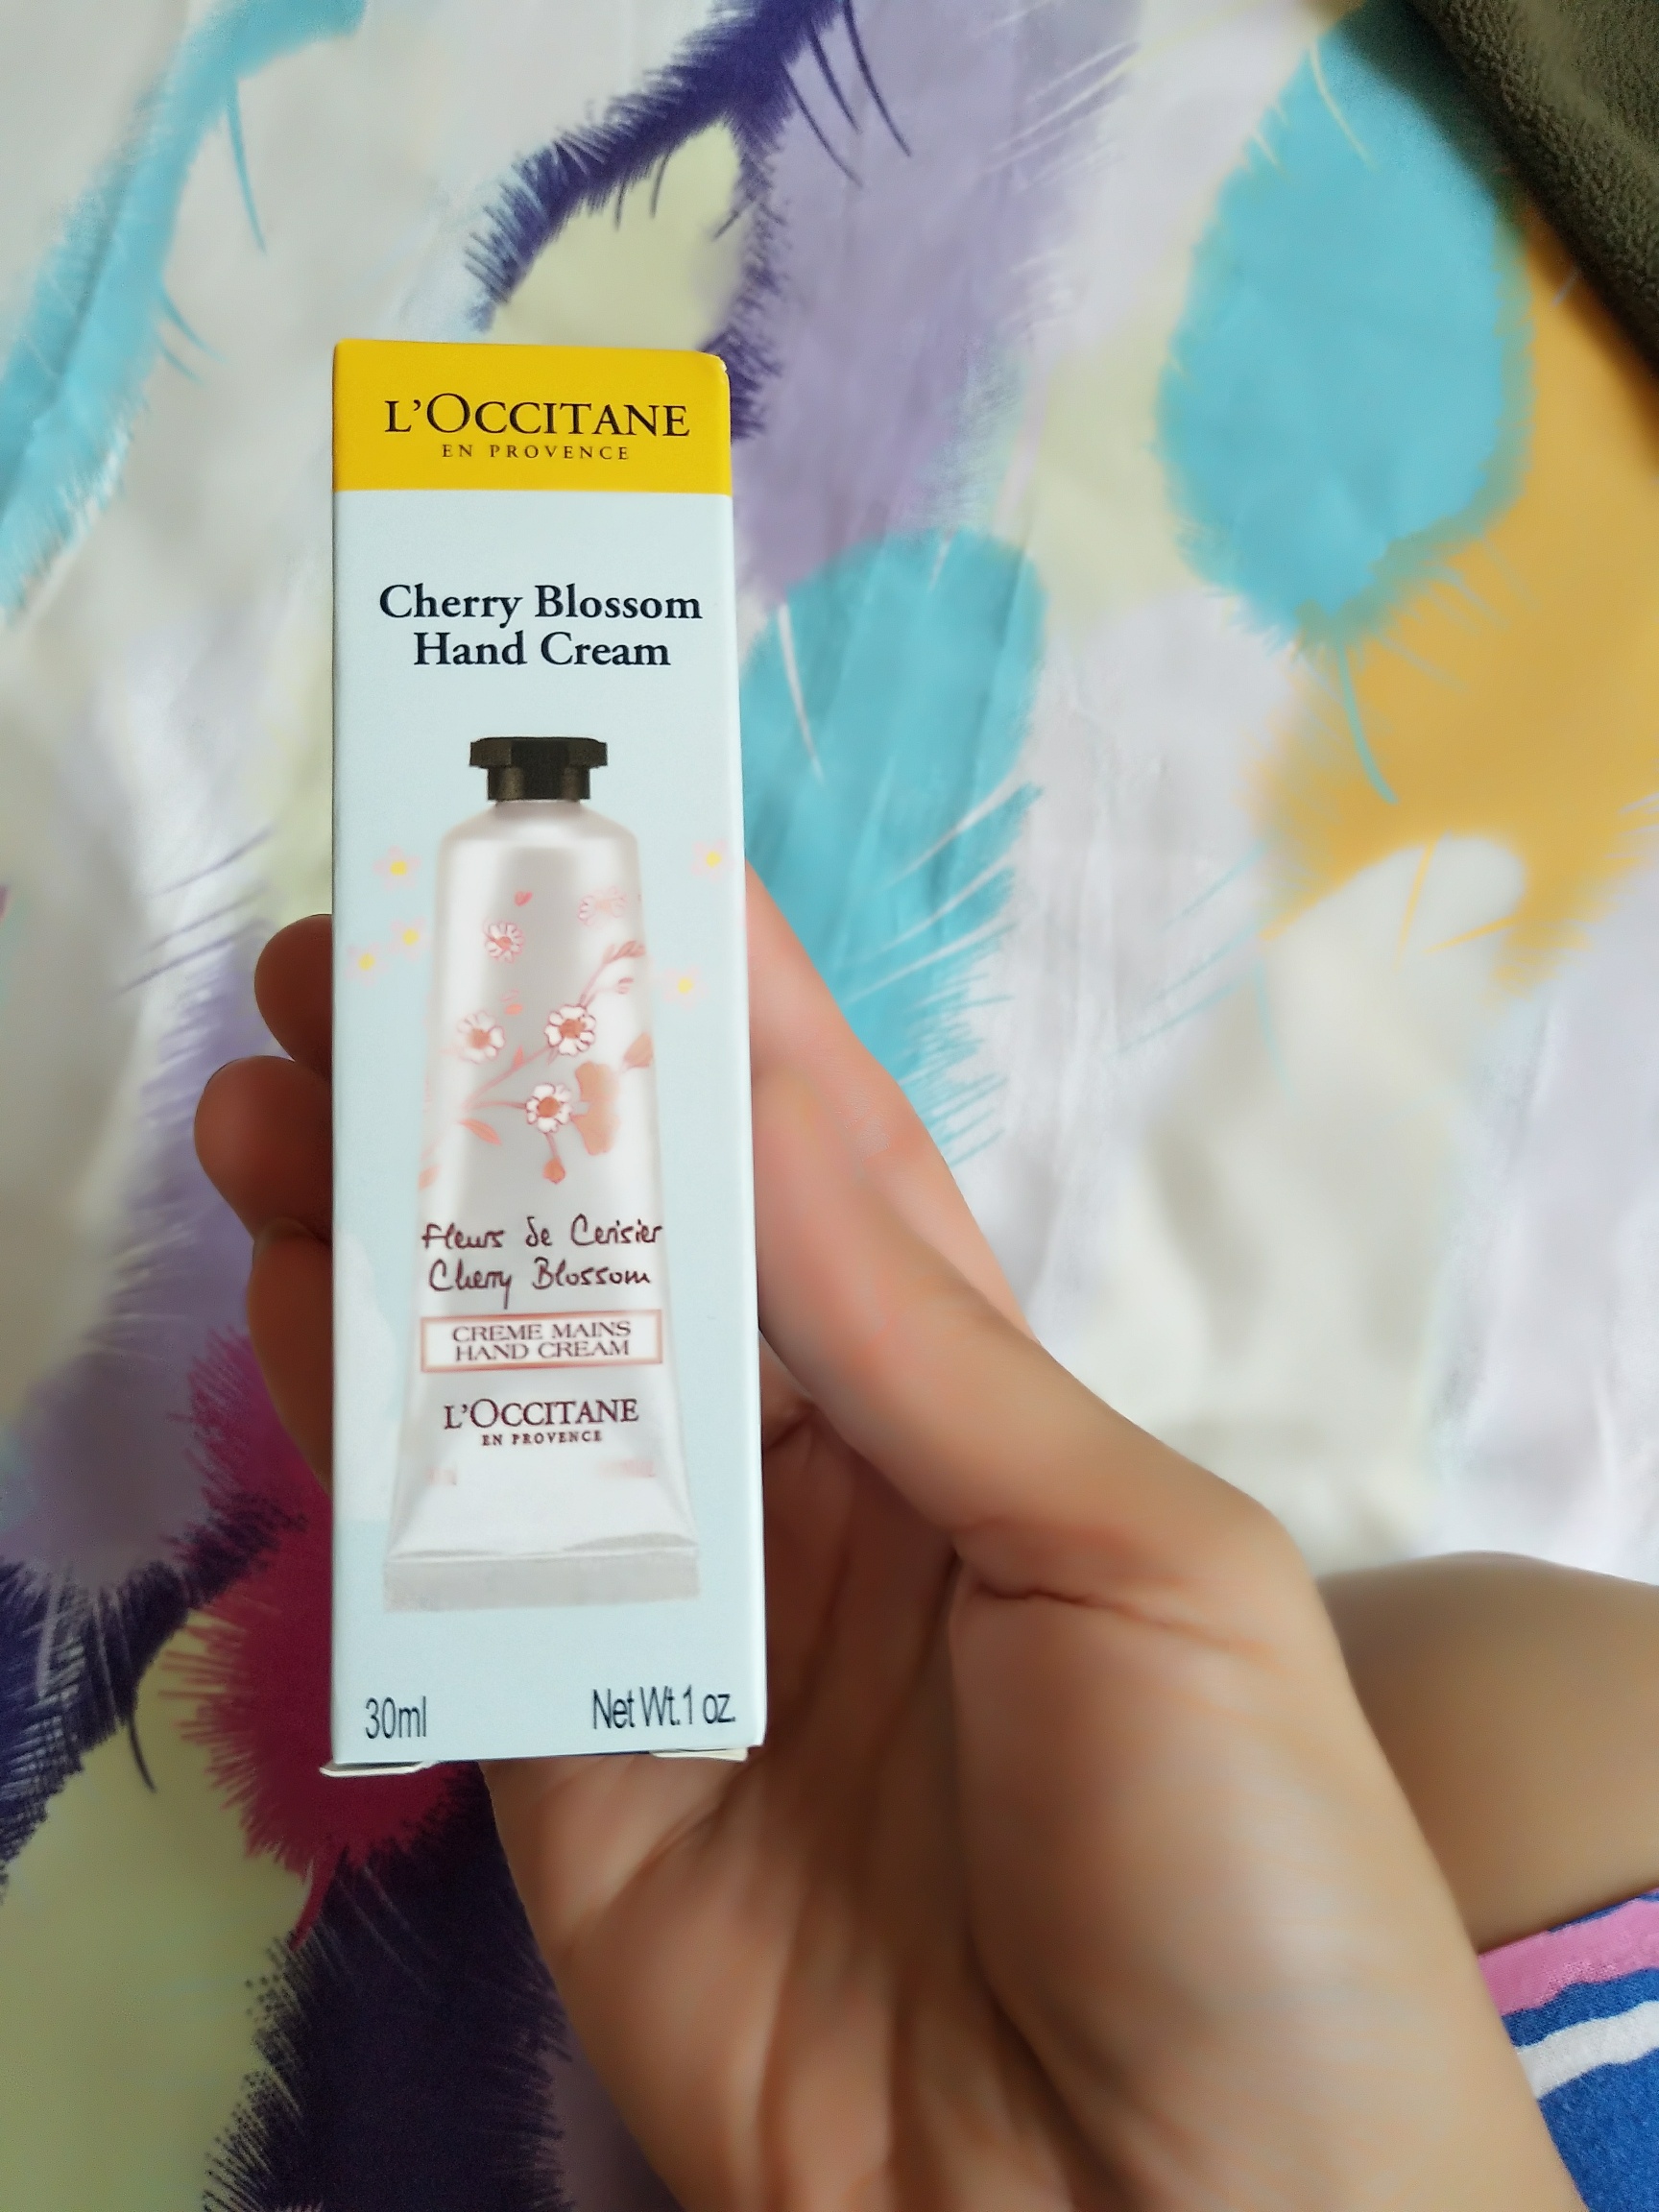 L'OCCITANE
EN PROVENCE
Cherry Blossom
Hand Cream
Fleurs de Cerisier
Cherry Blossom
CREME MAINS
HAND CREAM
L'OCCITANE
EN PROVENCE
30ml
Net Wt.1 oz.